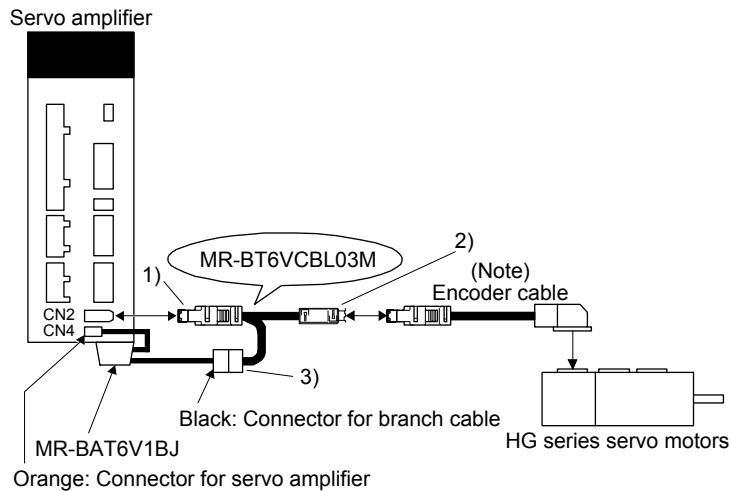 Servo amplifier
MR-BT6VCBL03M
2)
1)
(Note)
Encoder cable
CN2
CN4
3)
Black: Connector for branch cable
MR-BAT6V1BJ
HG series servo motors
Orange: Connector for servo amplifier